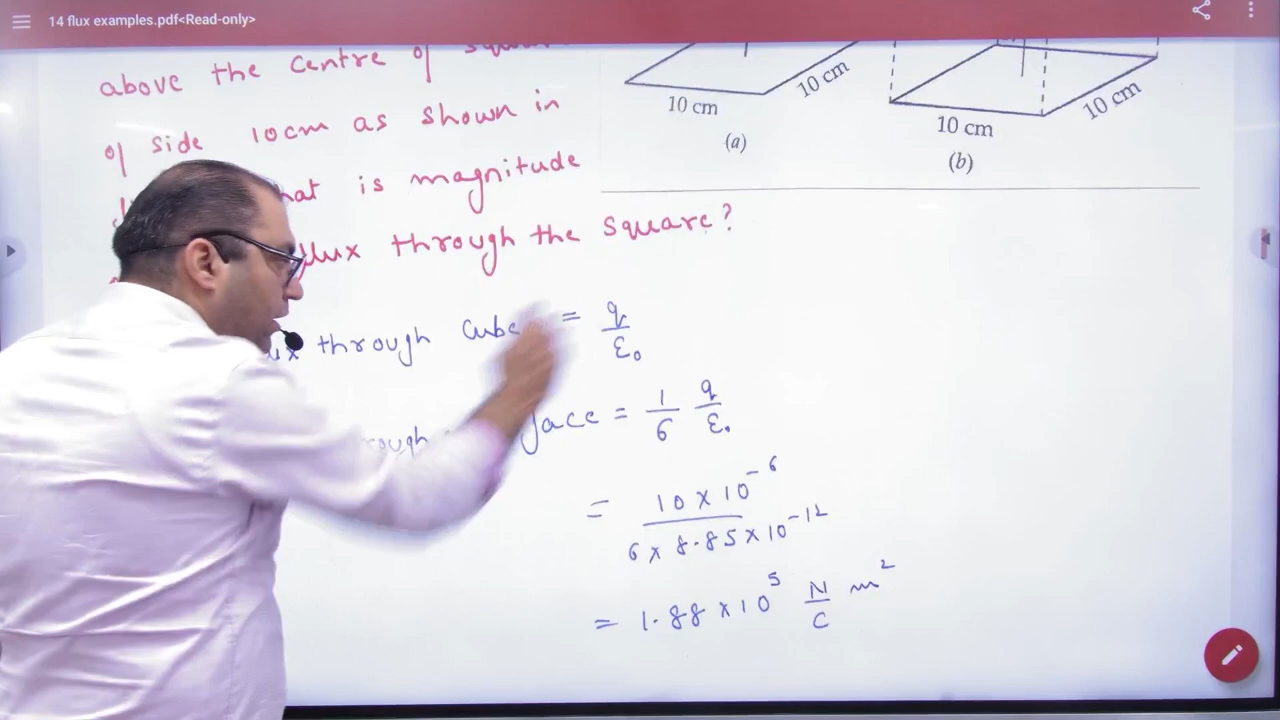 14 flux examples.pdf<Read-only>
above the centre of
of side 10cm as shown in
is magnitude
flux through the square?
through cube = q/ε₀
face = 1/6 q/ε₀
= 10 × 10⁻⁶ / 6 × 8.85 × 10⁻¹²
= 1.88 × 10⁵ N/C m²
10 cm
10 cm
(a)
10 cm
10 cm
(b)